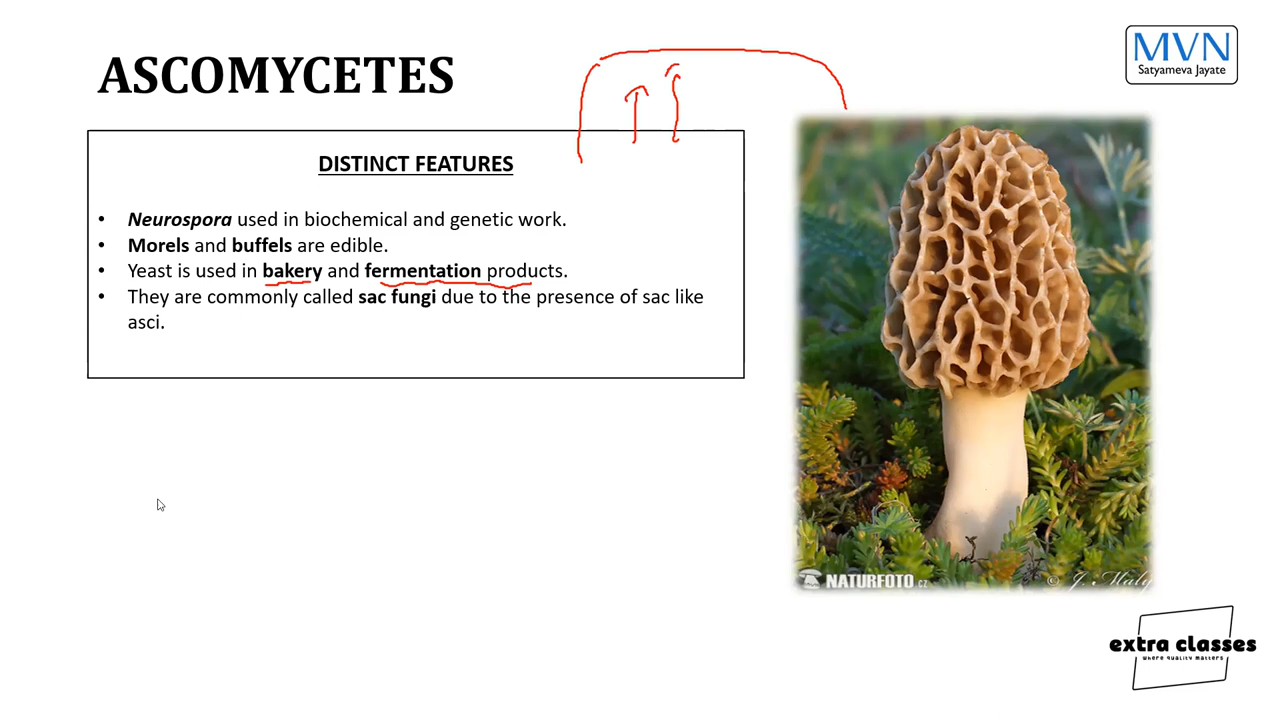 ASCOMYCETES
MVN
Satyameva Jayate
DISTINCT FEATURES
• Neurospora used in biochemical and genetic work.
• Morels and buffels are edible.
• Yeast is used in bakery and fermentation products.
• They are commonly called sac fungi due to the presence of sac like
asci.
NATURFOTO.CZ
© J. Maly
extra classes
where quality matters